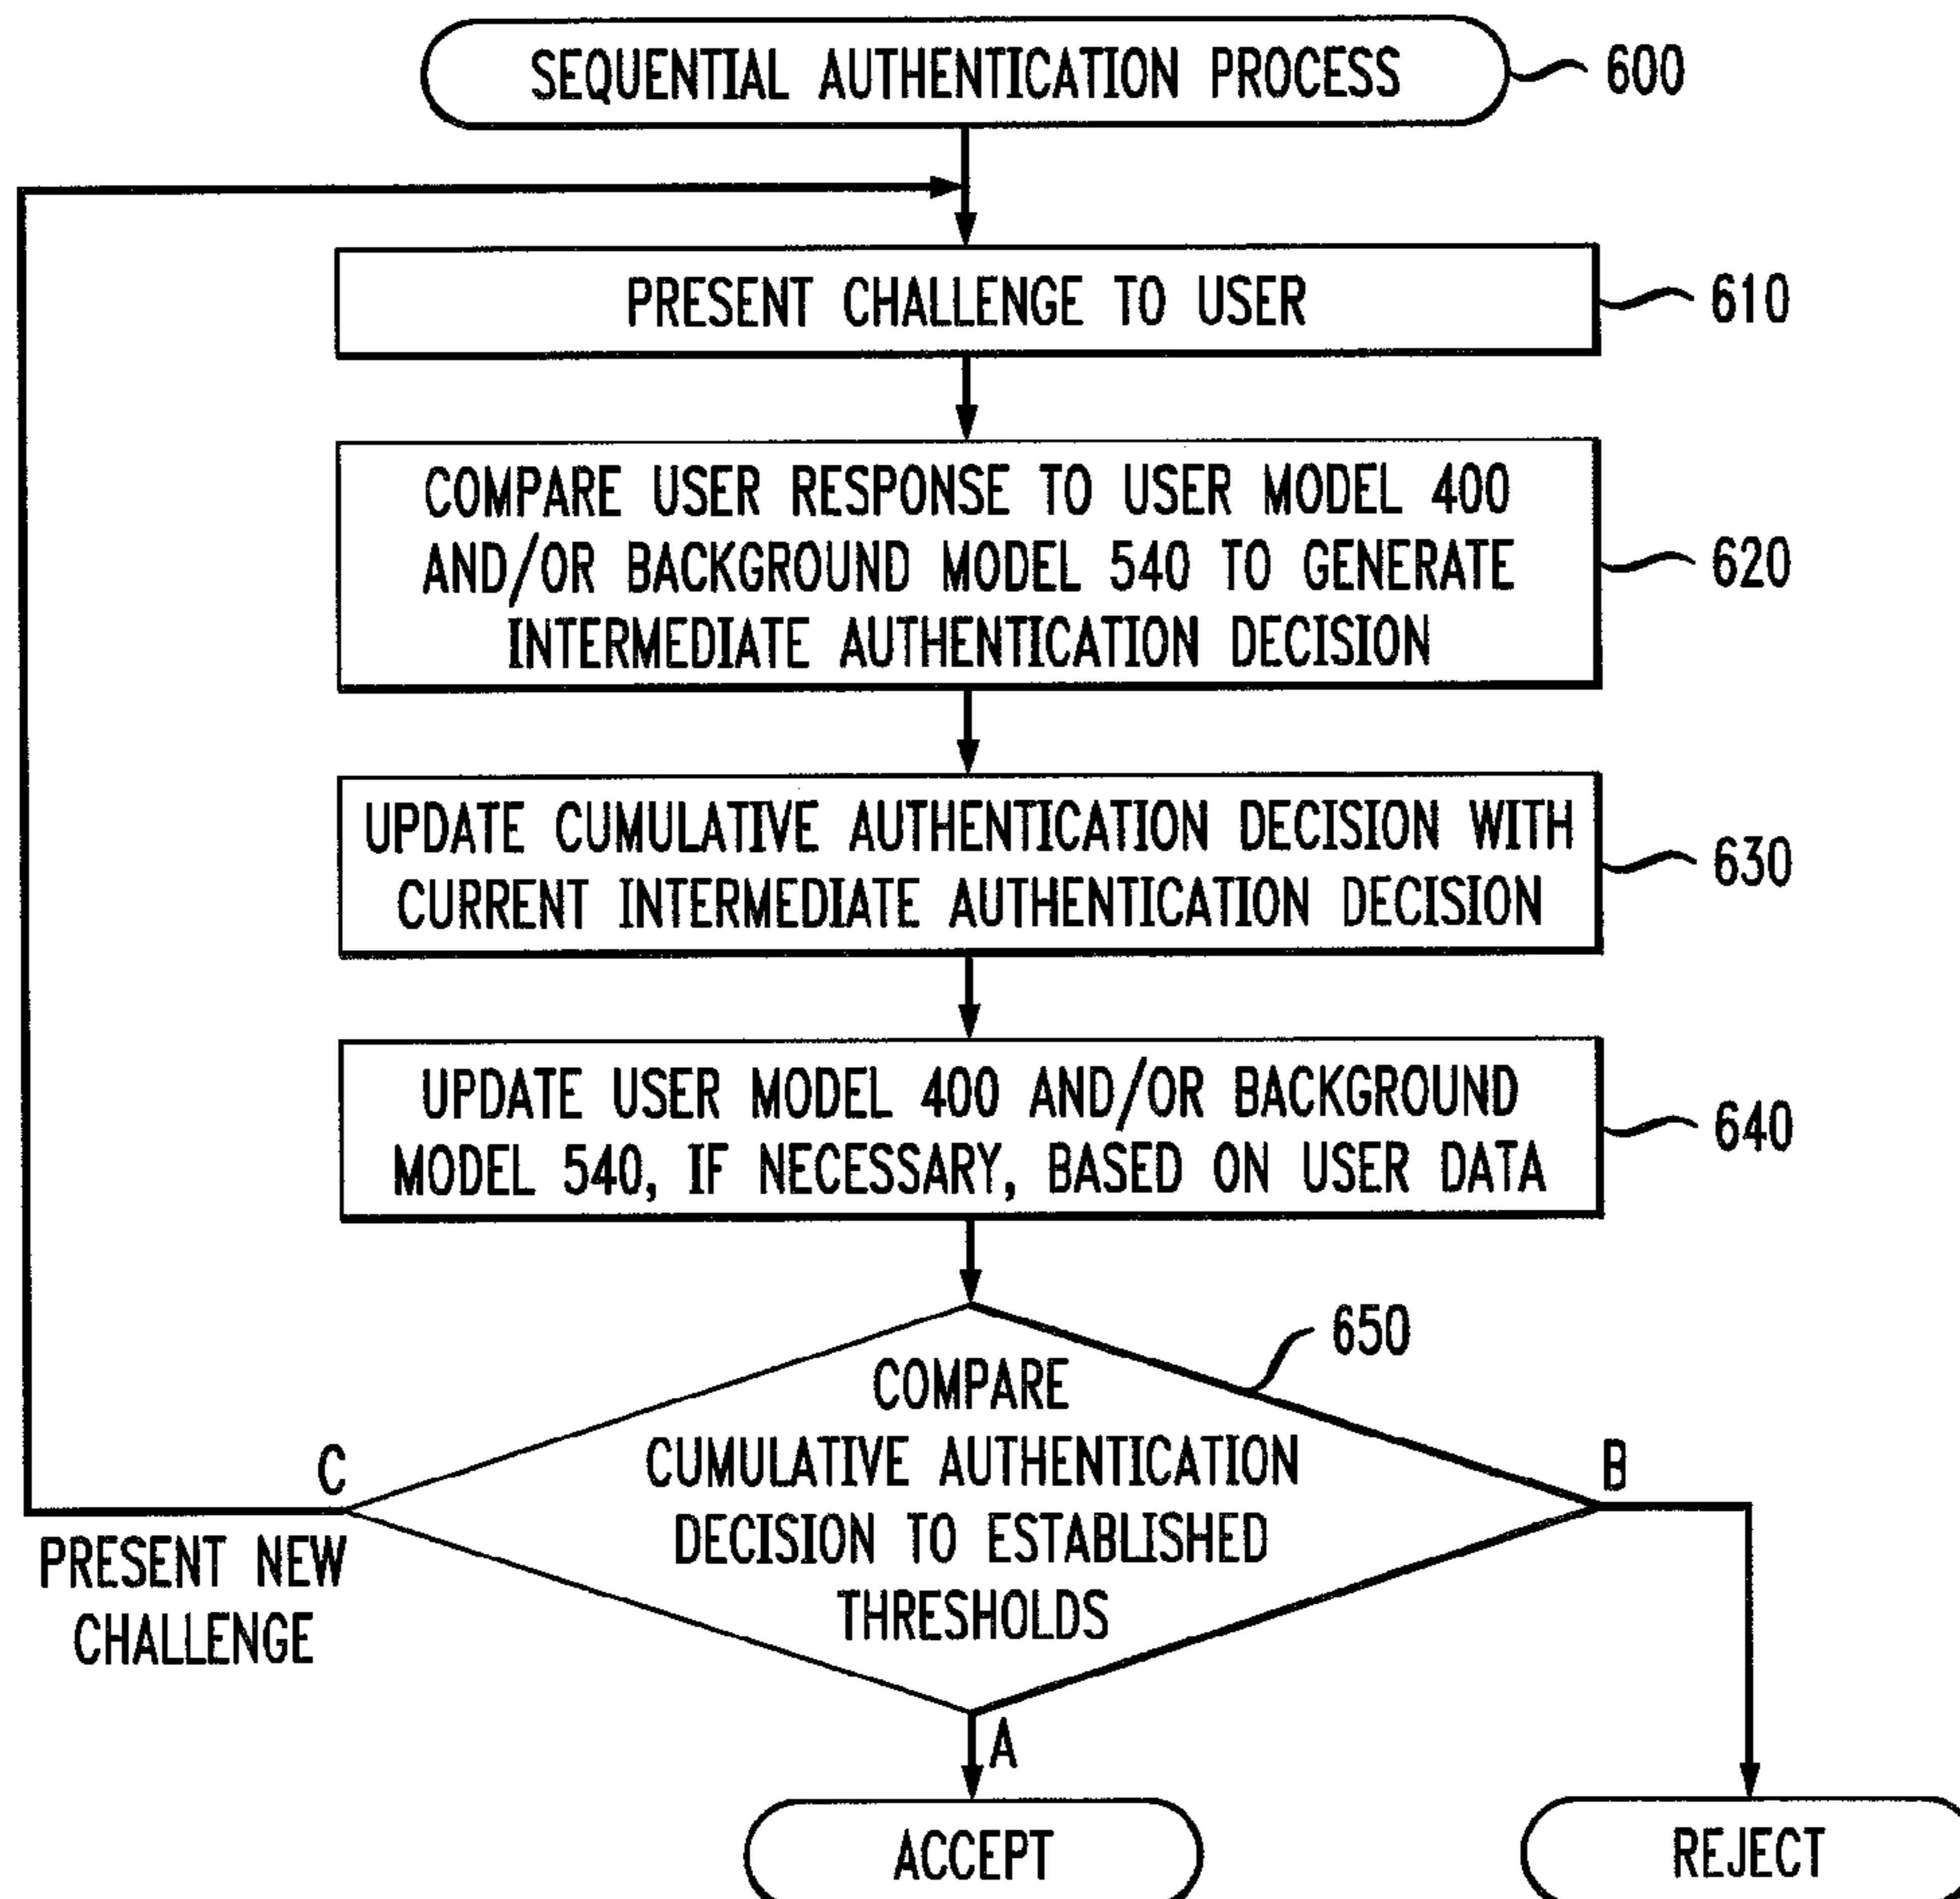 SEQUENTIAL AUTHENTICATION PROCESS
600
PRESENT CHALLENGE TO USER
610
COMPARE USER RESPONSE TO USER MODEL 400
AND/OR BACKGROUND MODEL 540 TO GENERATE
INTERMEDIATE AUTHENTICATION DECISION
620
UPDATE CUMULATIVE AUTHENTICATION DECISION WITH
CURRENT INTERMEDIATE AUTHENTICATION DECISION
630
UPDATE USER MODEL 400 AND/OR BACKGROUND
MODEL 540, IF NECESSARY, BASED ON USER DATA
640
COMPARE
CUMULATIVE AUTHENTICATION
DECISION TO ESTABLISHED
THRESHOLDS
650
C
PRESENT NEW
CHALLENGE
B
A
ACCEPT
REJECT